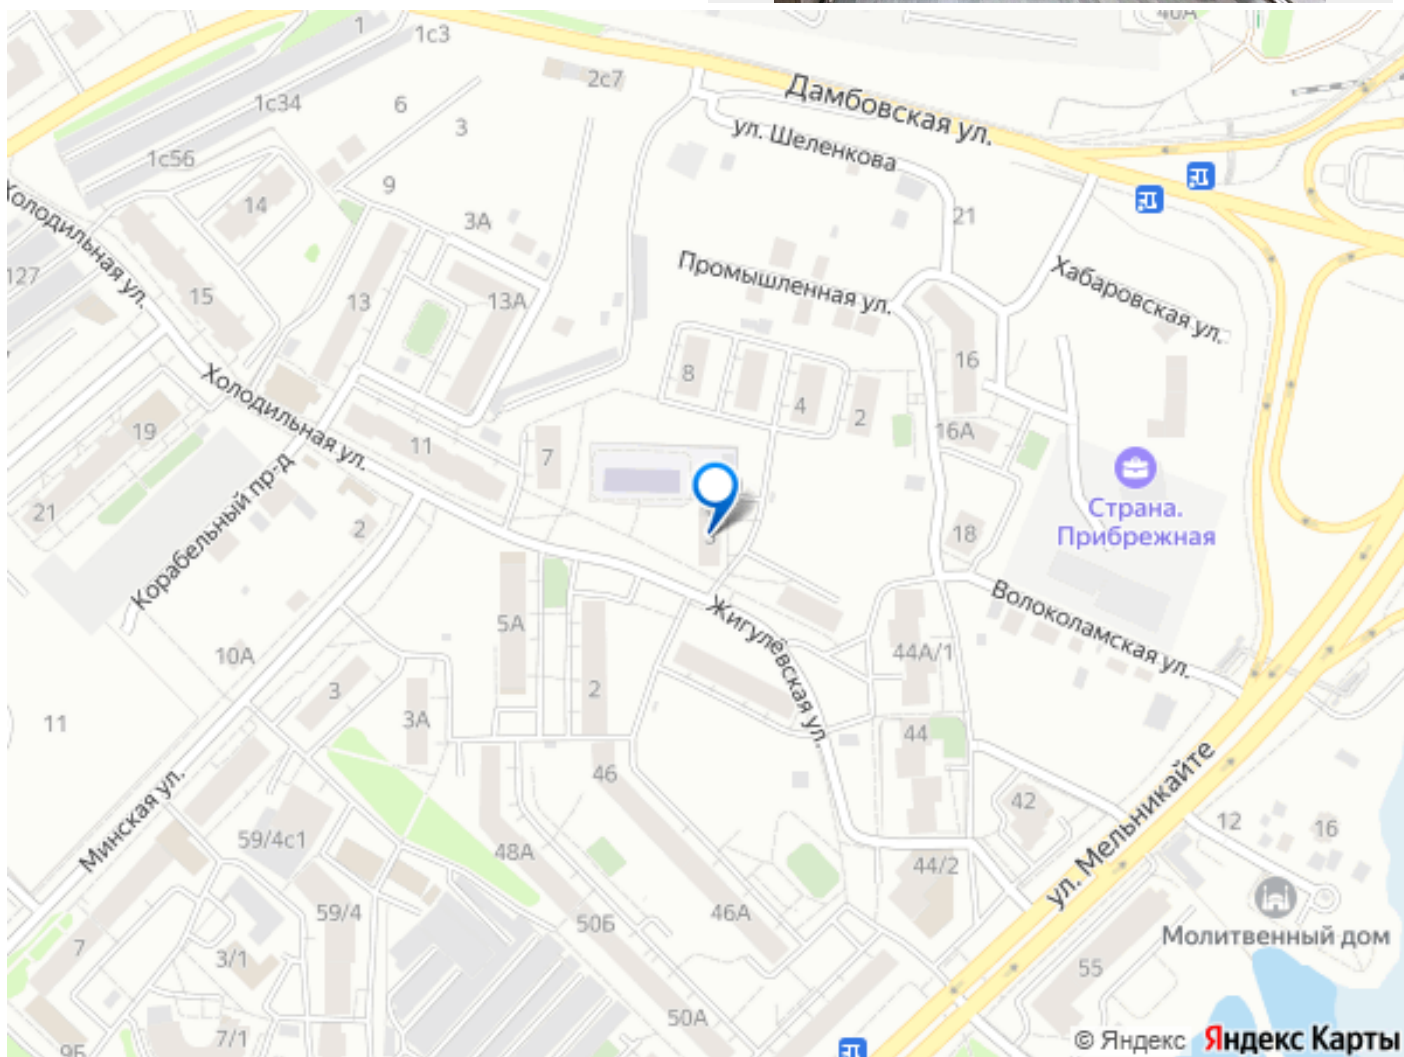 40А
1
1с3
Дамбовская ул.
2с7
1с34
6
3
ул. Шеленкова
1с56
9
14
3А
21
Холодильная ул.
127
15
13
13А
Промышленная ул.
Хабаровская ул.
16
8
4
2
Холодильная ул.
19
11
7
16А
21
Корабельный пр-д
2
3
18
Страна.
Прибрежная
Волоколамская ул.
Жигулёвская ул.
5А
10А
44А/1
3
3А
2
11
44
46
Минская ул.
59/4с1
48А
42
12
16
ул. Мельникайте
44/2
59/4
50Б
46А
7
3/1
Молитвенный дом
55
50А
7/1
9Б
© Яндекс Яндекс Карты